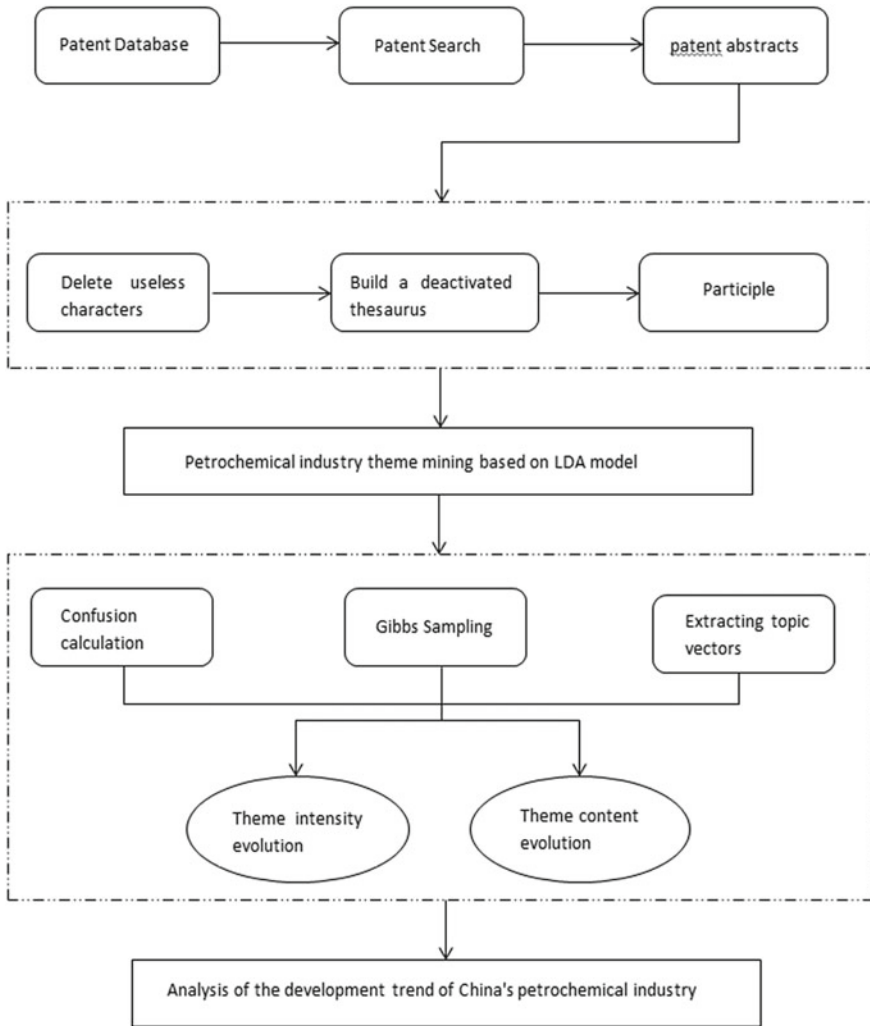 Patent Database
Patent Search
patent abstracts
Delete useless
characters
Build a deactivated
thesaurus
Participle
Petrochemical industry theme mining based on LDA model
Confusion
calculation
Gibbs Sampling
Extracting topic
vectors
Theme intensity
evolution
Theme content
evolution
Analysis of the development trend of China's petrochemical industry